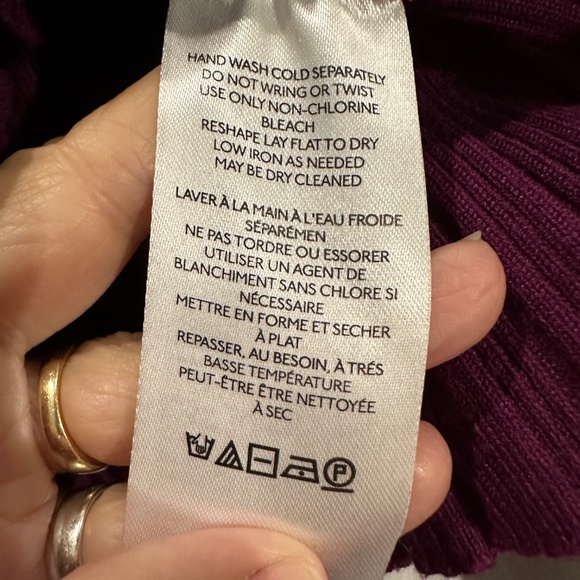 HAND WASH COLD SEPARATELY
DO NOT WRING OR TWIST
USE ONLY NON-CHLORINE
BLEACH
RESHAPE LAY FLAT TO DRY
LOW IRON AS NEEDED
MAY BE DRY CLEANED
LAVER À LA MAIN À L'EAU FROIDE
SÉPARÉMEN
NE PAS TORDRE OU ESSORER
UTILISER UN AGENT DE
BLANCHIMENT SANS CHLORE SI
NÉCESSAIRE
METTRE EN FORME ET SECHER
À PLAT
REPASSER, AU BESOIN, À TRÉS
BASSE TEMPÉRATURE
PEUT-ÊTRE ÊTRE NETTOYÉE
À SEC
P